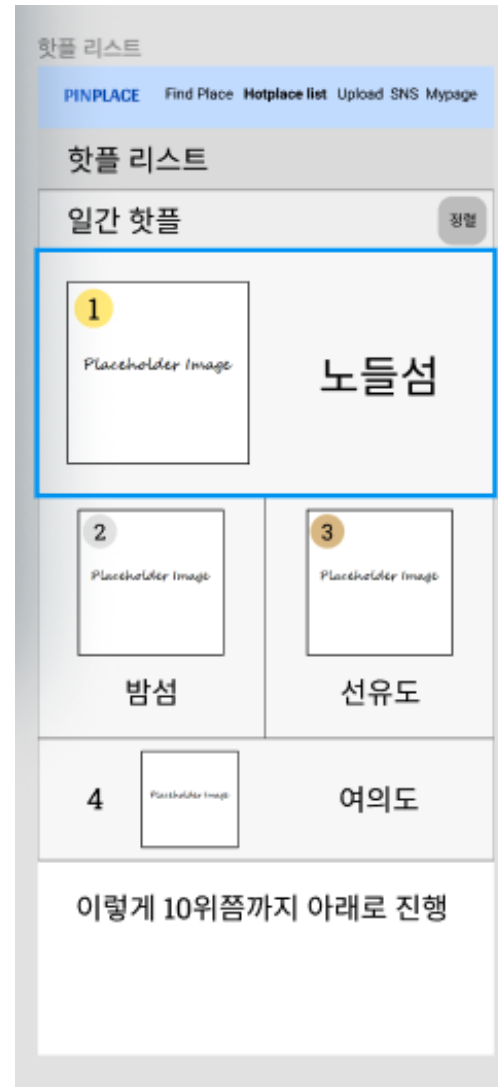 핫플 리스트
PINPLACE Find Place Hotplace list Upload SNS Mypage
핫플 리스트
일간 핫플 정렬
1
Placeholder Image
노들섬
2 3
Placeholder Image Placeholder Image
밤섬 선유도
4 Placeholder Image 여의도
이렇게 10위쯤까지 아래로 진행